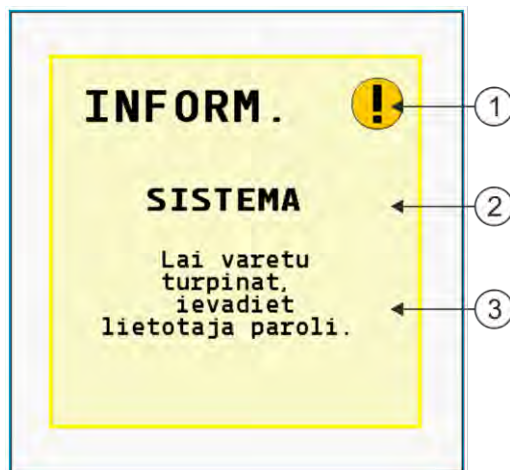 INFORM. !
1
SISTEMA
2
Lai varetu
turpinat,
ievadiet
3
lietotaja paroli.